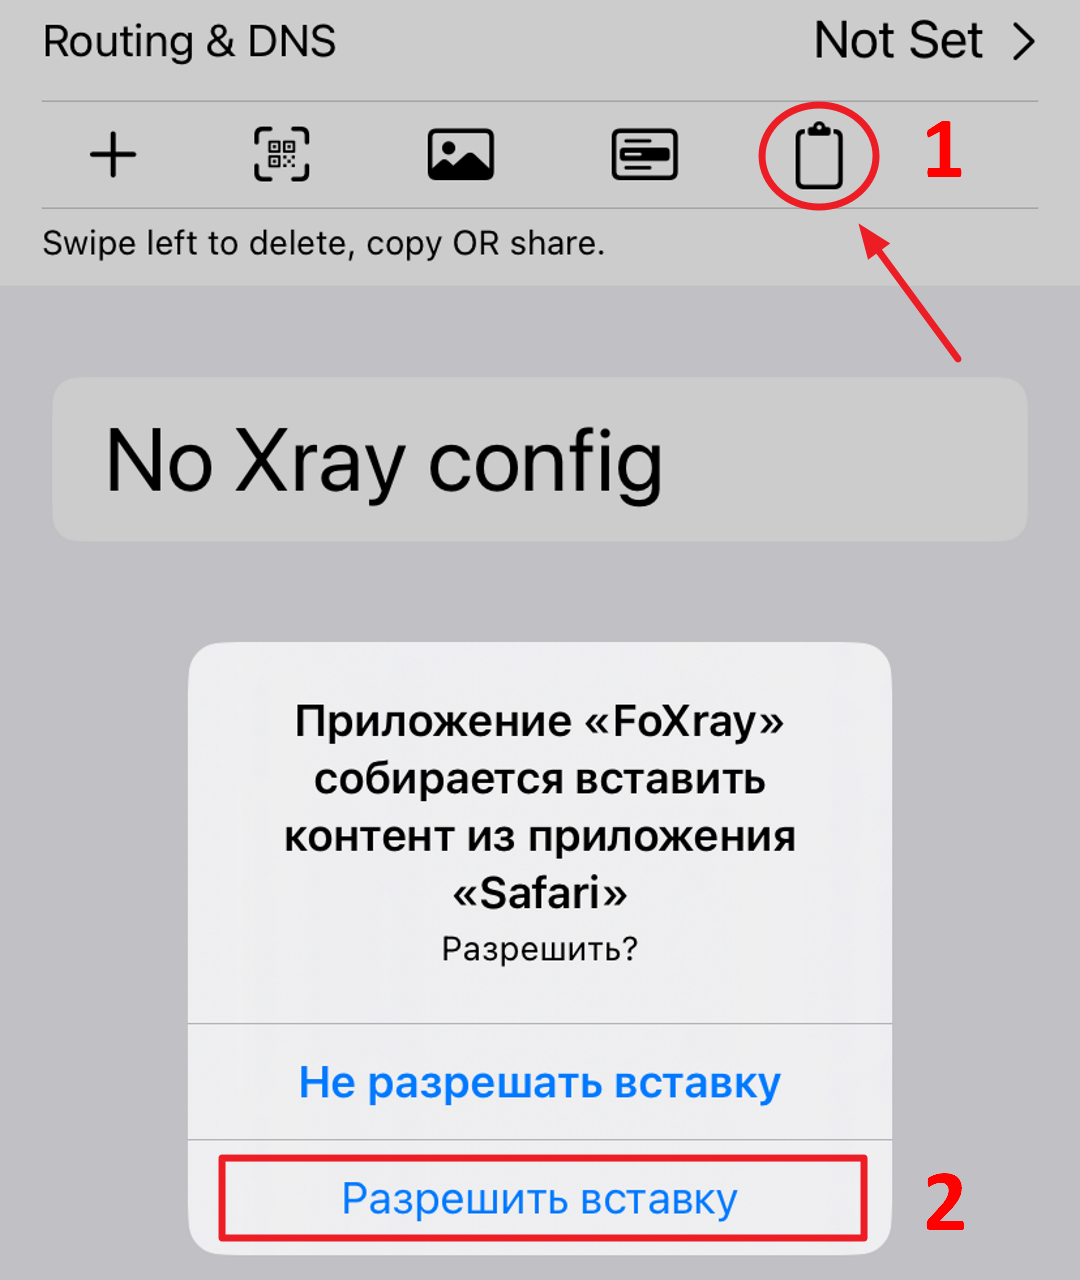 Routing & DNS Not Set
1
Swipe left to delete, copy OR share.
No Xray config
Приложение «FoXray»
собирается вставить
контент из приложения
«Safari»
Разрешить?
Не разрешать вставку
Разрешить вставку
2